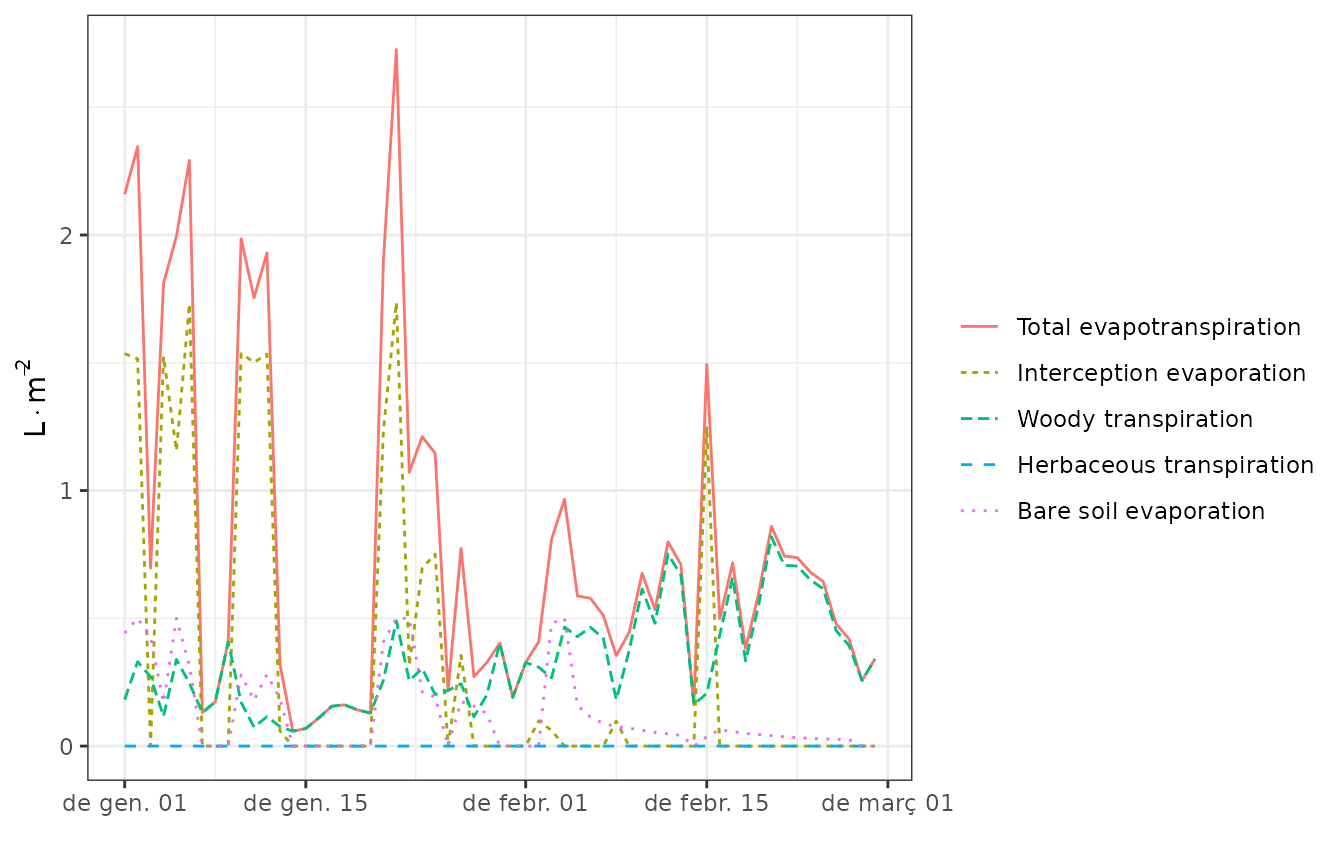 L·m⁻²
2
1
0
de gen. 01 de gen. 15 de febr. 01 de febr. 15 de març 01
Total evapotranspiration
Interception evaporation
Woody transpiration
Herbaceous transpiration
Bare soil evaporation